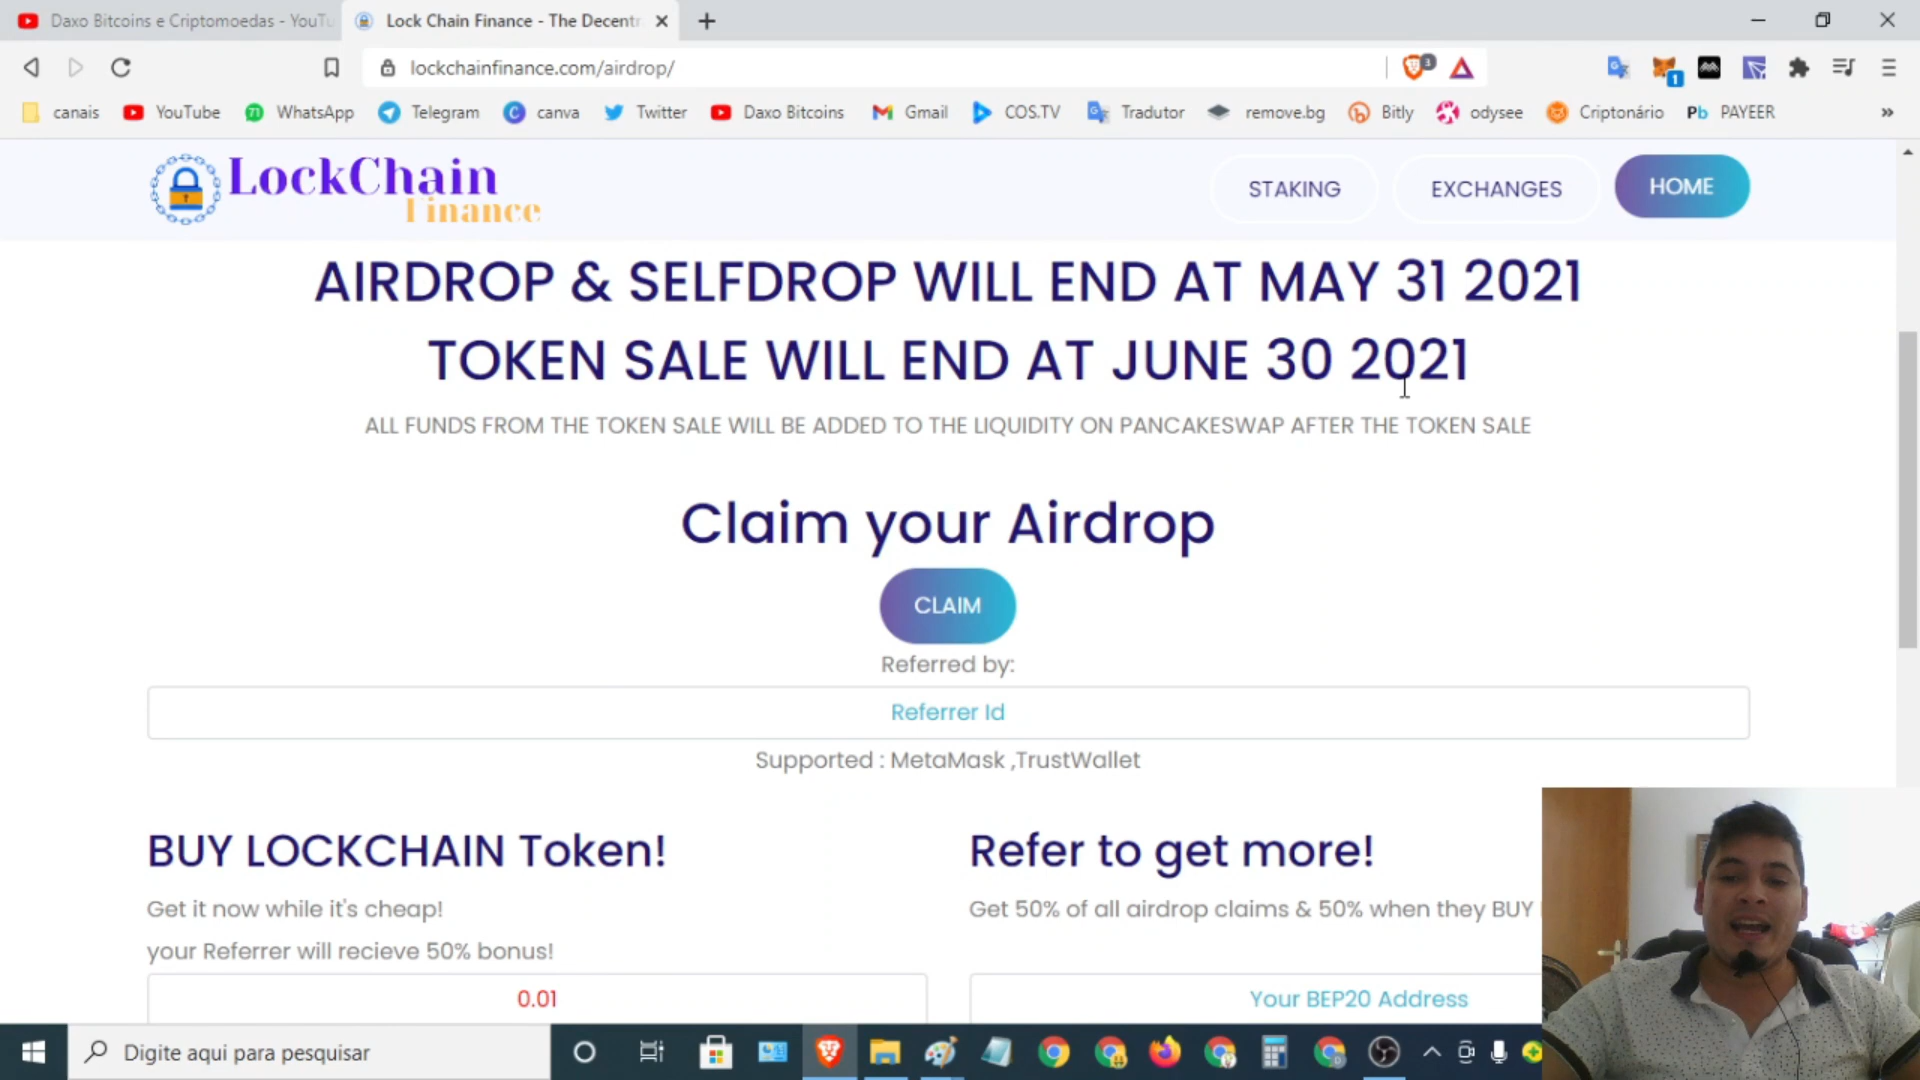 Daxo Bitcoins e Criptomoedas - YouTu
Lock Chain Finance - The Decentr
lockchainfinance.com/airdrop/
3
1
canais
YouTube
WhatsApp
Telegram
canva
Twitter
Daxo Bitcoins
Gmail
COS.TV
Tradutor
remove.bg
Bitly
odysee
Criptonário
Pb PAYEER
LockChain
Finance
STAKING
EXCHANGES
HOME
AIRDROP & SELFDROP WILL END AT MAY 31 2021
TOKEN SALE WILL END AT JUNE 30 2021
ALL FUNDS FROM THE TOKEN SALE WILL BE ADDED TO THE LIQUIDITY ON PANCAKESWAP AFTER THE TOKEN SALE
Claim your Airdrop
CLAIM
Referred by:
Referrer Id
Supported : MetaMask ,TrustWallet
BUY LOCKCHAIN Token!
Get it now while it's cheap!
your Referrer will recieve 50% bonus!
0.01
Refer to get more!
Get 50% of all airdrop claims & 50% when they BUY
Your BEP20 Address
Digite aqui para pesquisar